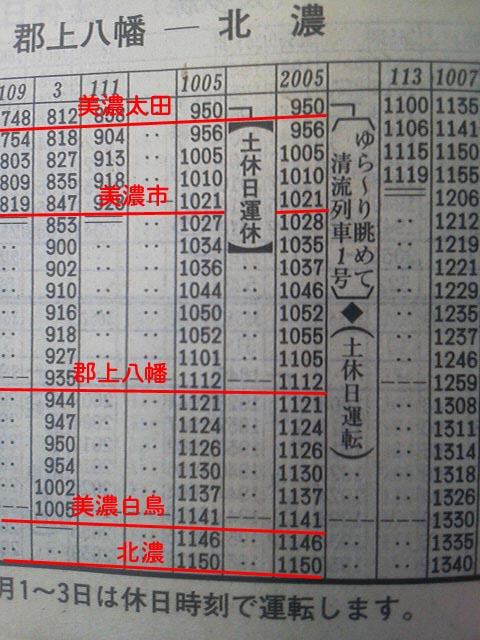 郡上八幡 — 北 濃
109 3 111 1005 2005 113 1007
美濃太田
748 812 950 950 1100 1135
754 818 904 ‥ 956 956 1106 1141
803 827 913 ‥ 1005 1005 1115 1150
809 835 918 ‥ 1010 1010 1119 1155
美濃市
819 847 ‥ 1021 1021 1206
853 ‥ 1027 1028 1212
‥ 900 ‥ ‥ 1034 1035 ‥ 1219
‥ 902 ‥ ‥ 1036 1037 ‥ 1221
‥ 910 ‥ ‥ 1044 1046 ‥ 1229
‥ 916 ‥ ‥ 1050 1052 ‥ 1235
‥ 918 ‥ ‥ 1052 1055 ‥ 1237
‥ 927 ‥ ‥ 1101 1105 ‥ 1246
郡上八幡
935 1112 1112 1259
‥ 944 ‥ ‥ 1121 ‥ 1121 ‥ 1308
‥ 947 ‥ ‥ 1124 ‥ 1124 ‥ 1311
‥ 950 ‥ ‥ 1126 ‥ 1126 ‥ 1314
‥ 954 ‥ ‥ 1130 ‥ 1130 ‥ 1318
‥ 1002 ‥ ‥ 1137 ‥ 1137 ‥ 1326
美濃白鳥
1005 1141 1141 1330
‥ ‥ 1146 ‥ 1146 ‥ 1335
北濃
‥ ‥ 1150 ‥ 1150 ‥ 1340
【土休日運休】
ゆら〜り眺めて
清流列車1号
◆(土休日運転)
月1〜3日は休日時刻で運転します。